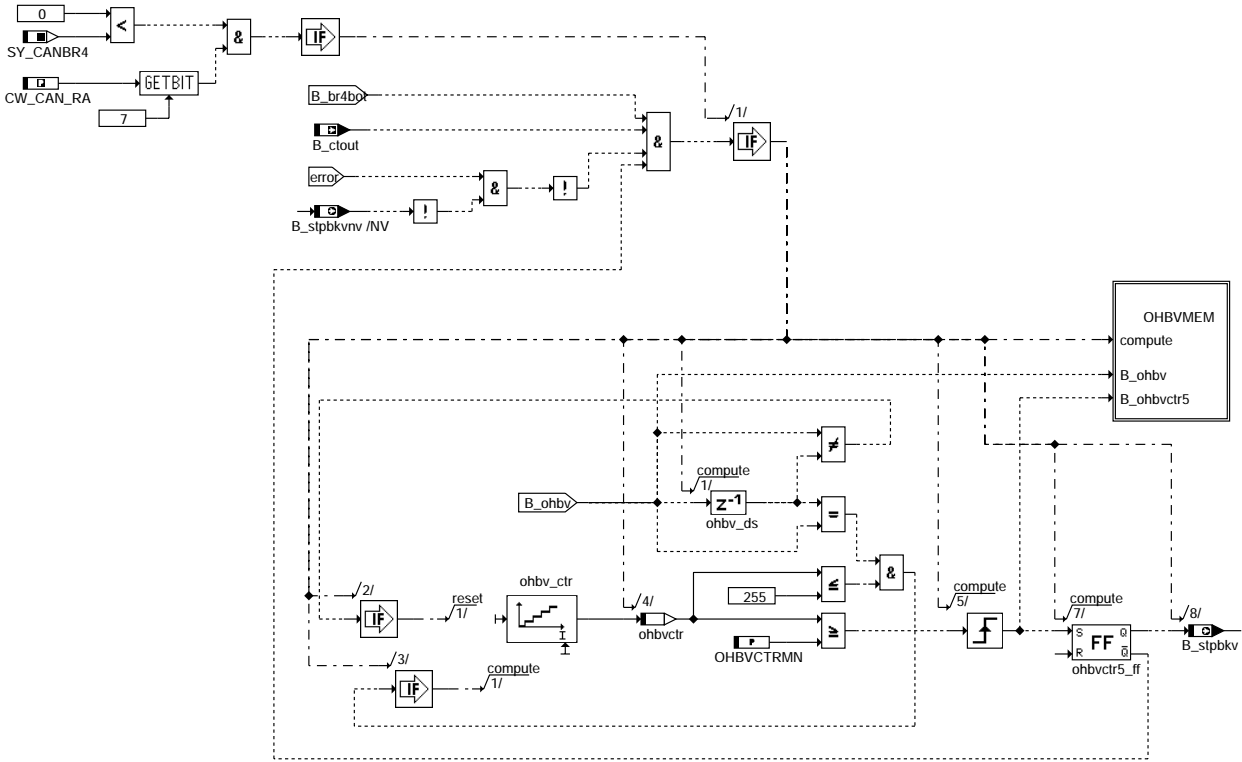 0
<
SY_CANBR4
&
IF
CW_CAN_RA
GETBIT
7
B_br4bot
/1/
B_ctout
&
IF
error
&
!
B_stpbkvnv /NV
!
OHBVMEM
compute
B_ohbv
B_ohbvctr5
≠
compute
/1/
B_ohbv
z-1
ohbv_ds
=
&
/2/
IF
reset
/1/
ohbv_ctr
/4/
ohbvctr
255
≤
≥
P
OHBVCTRMN
compute
/5/
compute
/7/
S Q
FF
R Q̅
ohbvctr5_ff
/8/
B_stpbkv
/3/
IF
compute
/1/